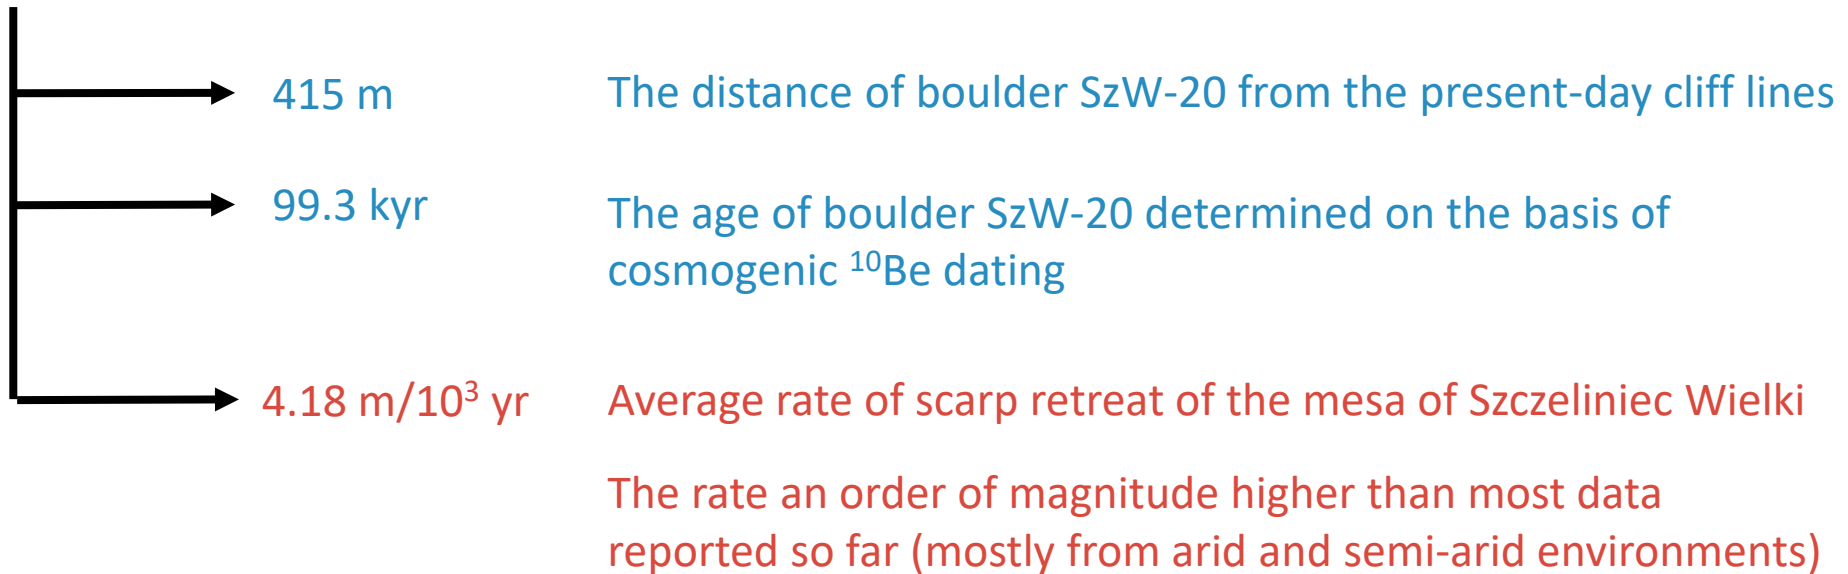 415 m The distance of boulder SzW-20 from the present-day cliff lines
99.3 kyr The age of boulder SzW-20 determined on the basis of
cosmogenic ¹⁰Be dating
4.18 m/10³ yr Average rate of scarp retreat of the mesa of Szczeliniec Wielki
The rate an order of magnitude higher than most data
reported so far (mostly from arid and semi-arid environments)